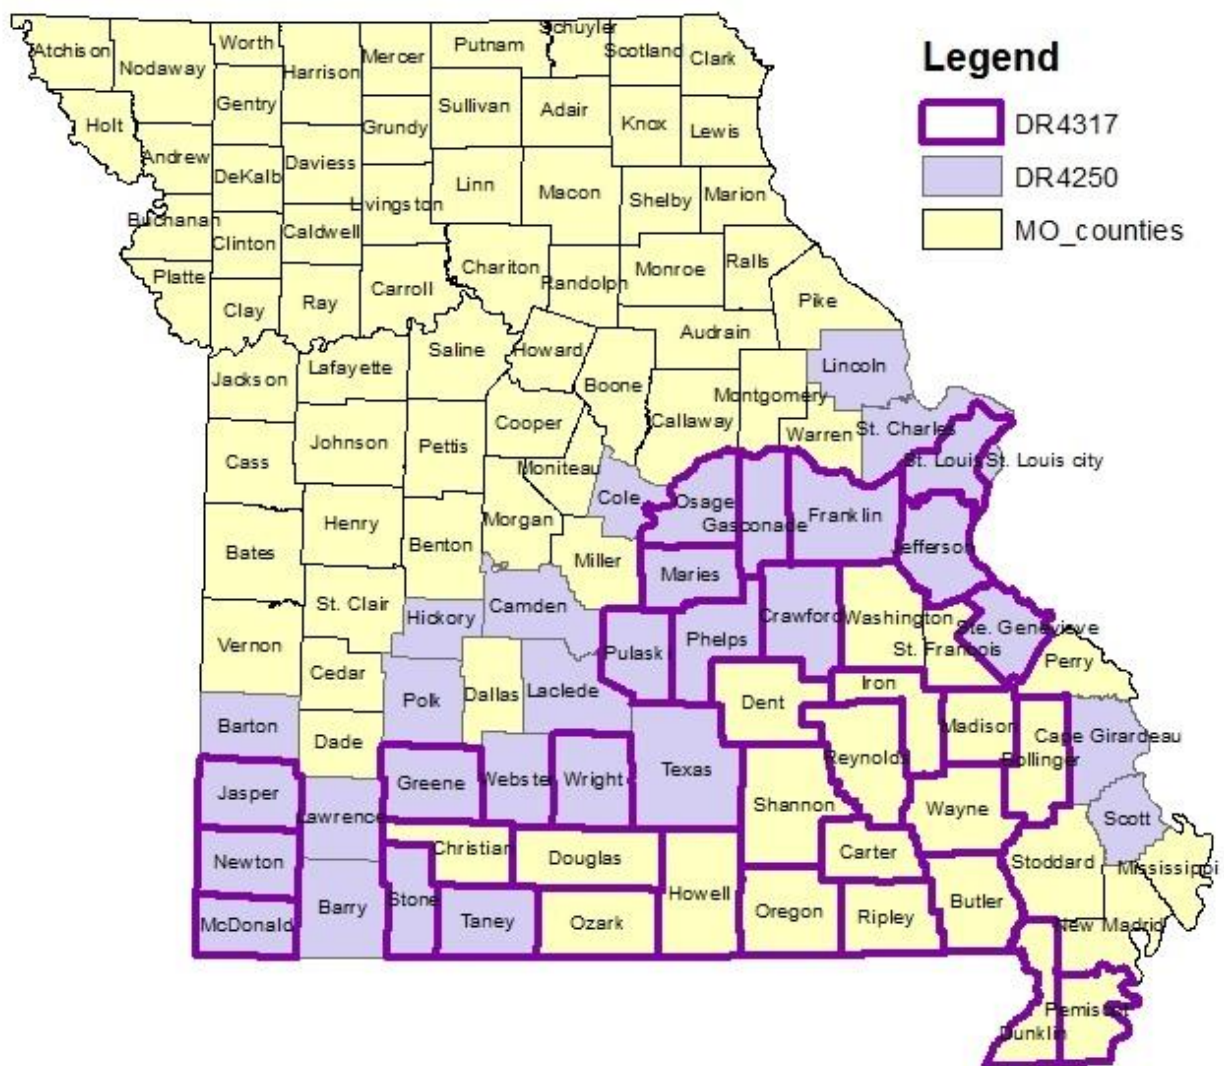 Legend
DR4317
DR4250
MO_counties
Atchison
Nodaway
Worth
Harrison
Mercer
Putnam
Schuyler
Scotland
Clark
Holt
Gentry
Grundy
Sullivan
Adair
Knox
Lewis
Andrew
DeKalb
Daviess
Livingston
Linn
Macon
Shelby
Marion
Buchanan
Clinton
Caldwell
Platte
Clay
Ray
Carroll
Chariton
Randolph
Monroe
Ralls
Pike
Audrain
Jackson
Lafayette
Saline
Howard
Boone
Callaway
Montgomery
Lincoln
Warren
St. Charles
St. Louis
St. Louis city
Cass
Johnson
Pettis
Cooper
Moniteau
Cole
Osage
Gasconade
Franklin
Jefferson
Bates
Henry
Benton
Morgan
Miller
Maries
Vernon
St. Clair
Hickory
Camden
Pulask
Phelps
Crawford
Washington
St. Francois
Ste. Genevieve
Perry
Cedar
Polk
Dallas
Laclede
Dent
Iron
Madison
Bollinger
Cape Girardeau
Barton
Dade
Greene
Webster
Wright
Texas
Reynolds
Shannon
Wayne
Scott
Jasper
Lawrence
Christian
Douglas
Carter
Stoddard
Mississippi
Newton
Barry
Stone
Taney
Ozark
Howell
Oregon
Ripley
Butler
New Madrid
McDonald
Pemiscot
Dunklin